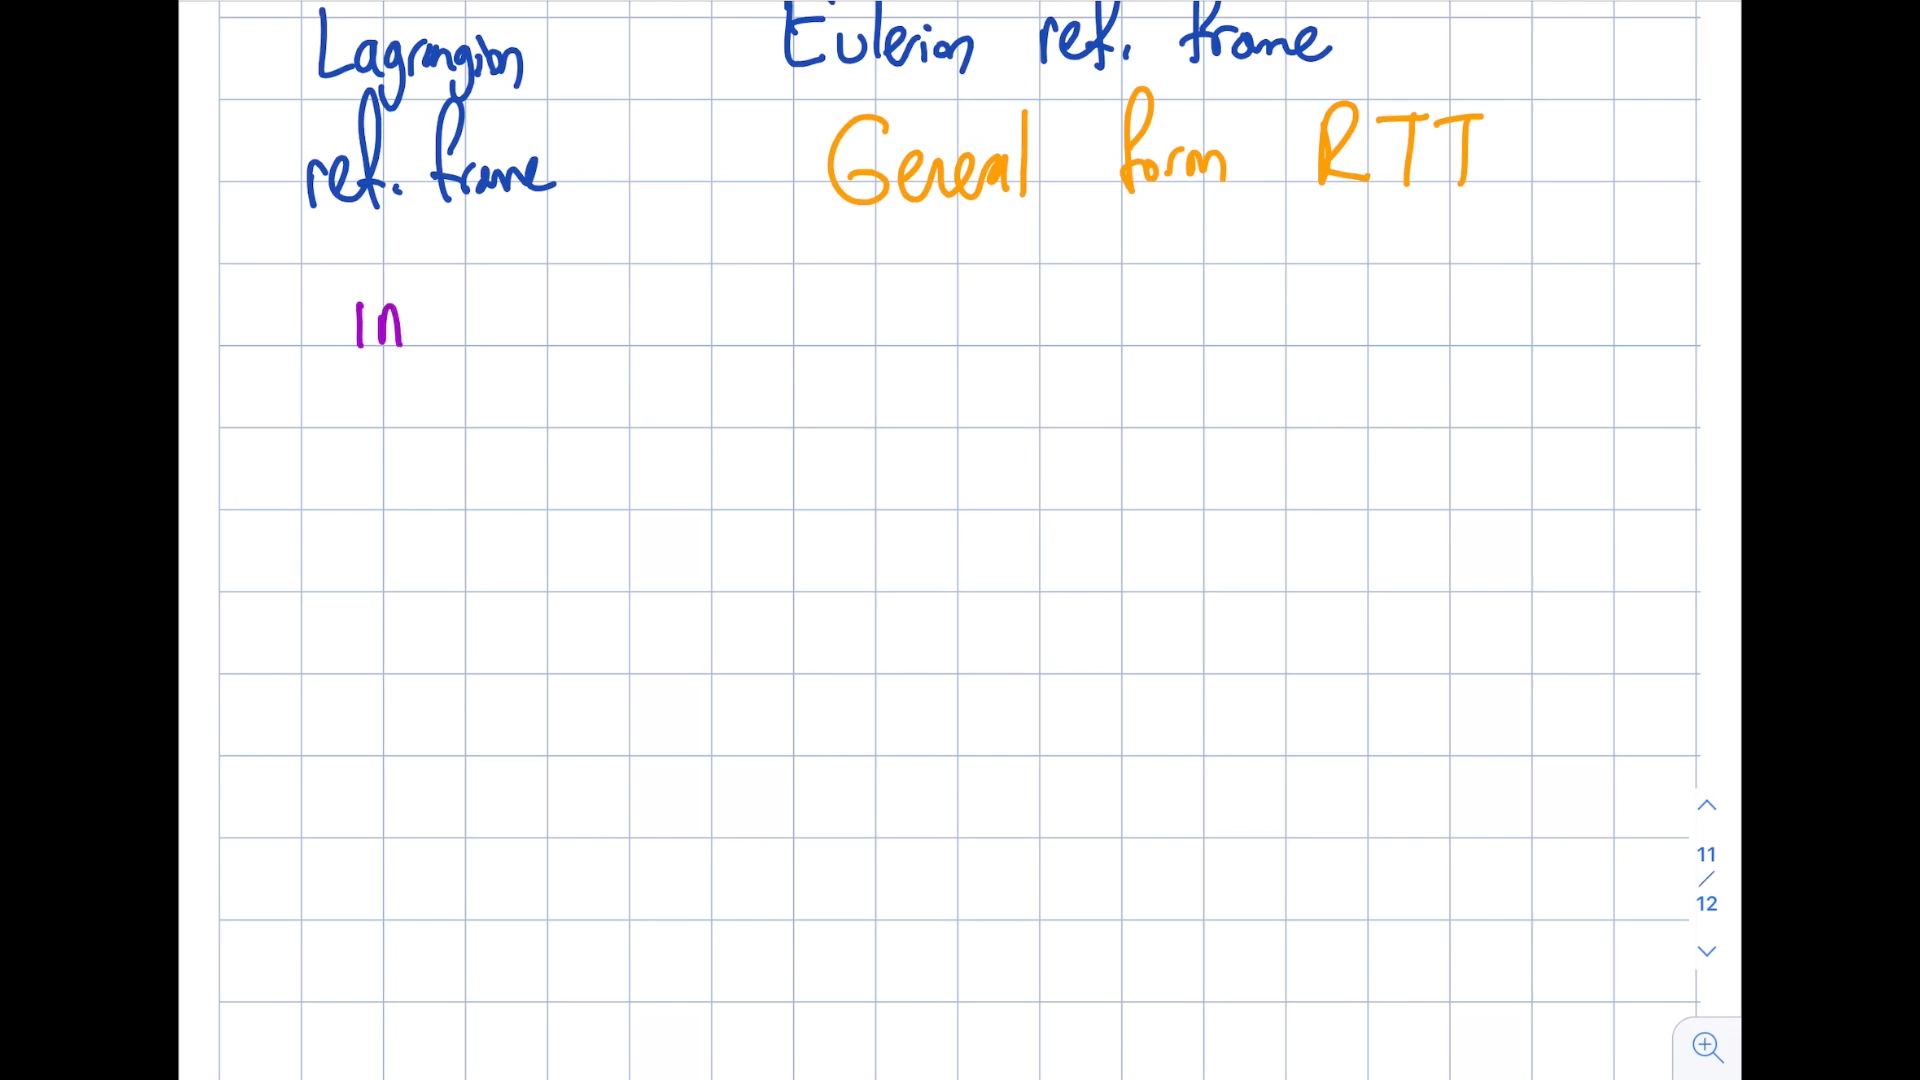 Lagrangian
ref. frame
Eulerian ref. frame
General form RTT
In
11
/
12